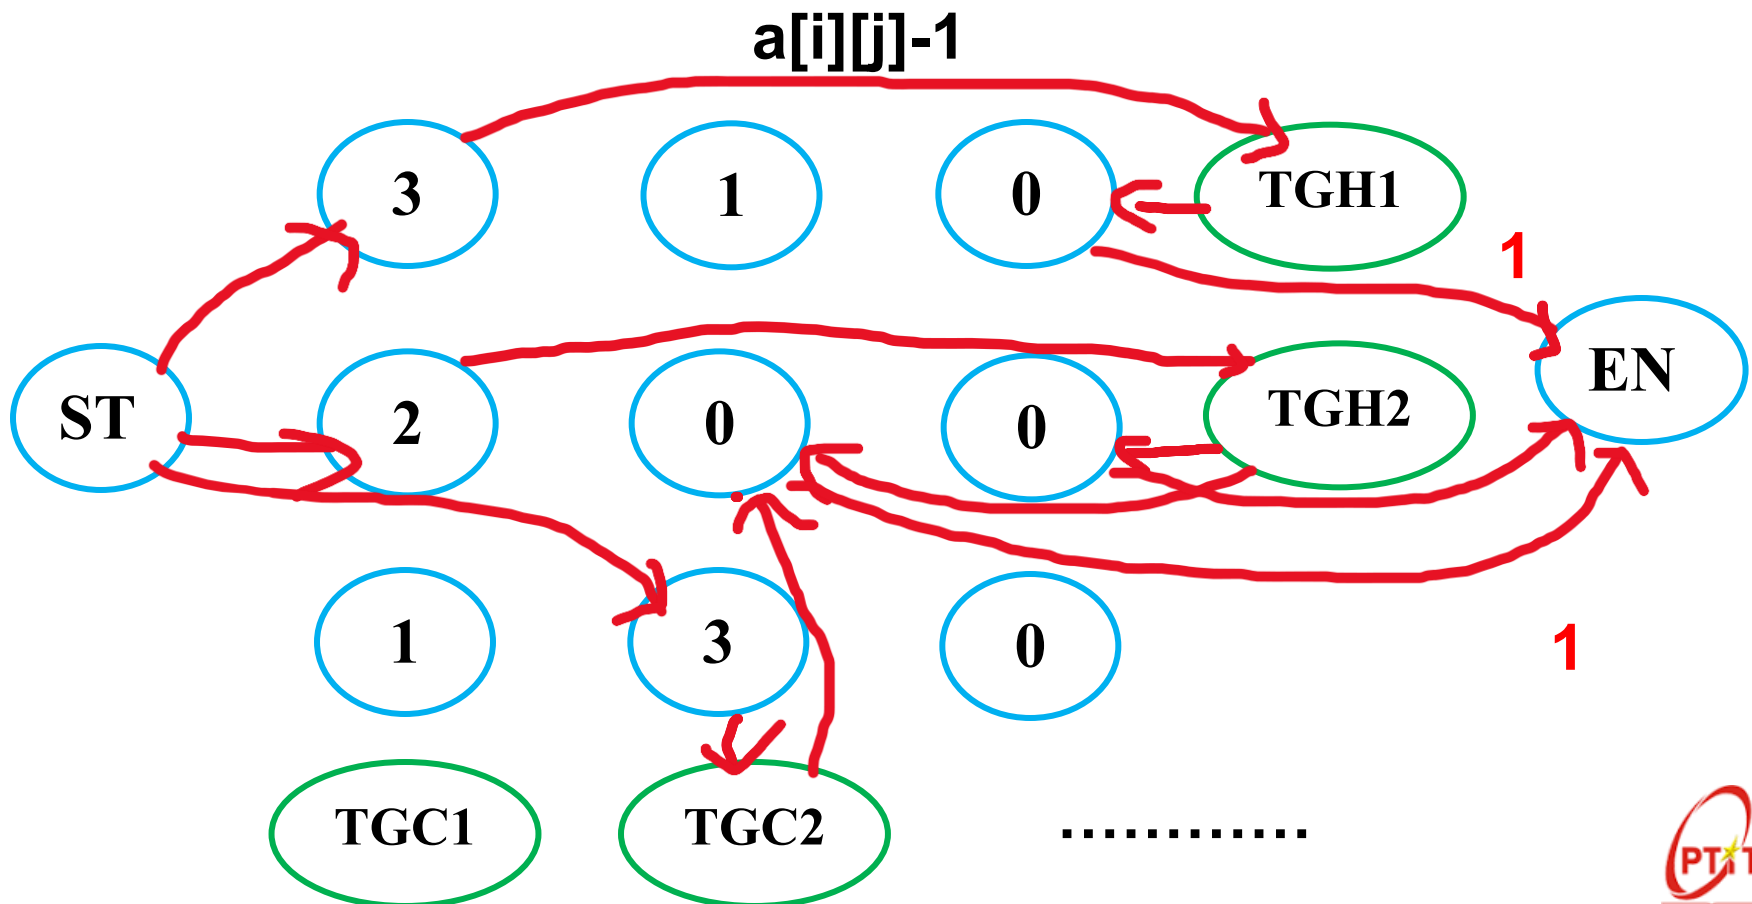 a[i][j]-1
3 1 0 TGH1
1
ST 2 0 0 TGH2 EN
1 3 0 1
TGC1 TGC2 ............
PTIT